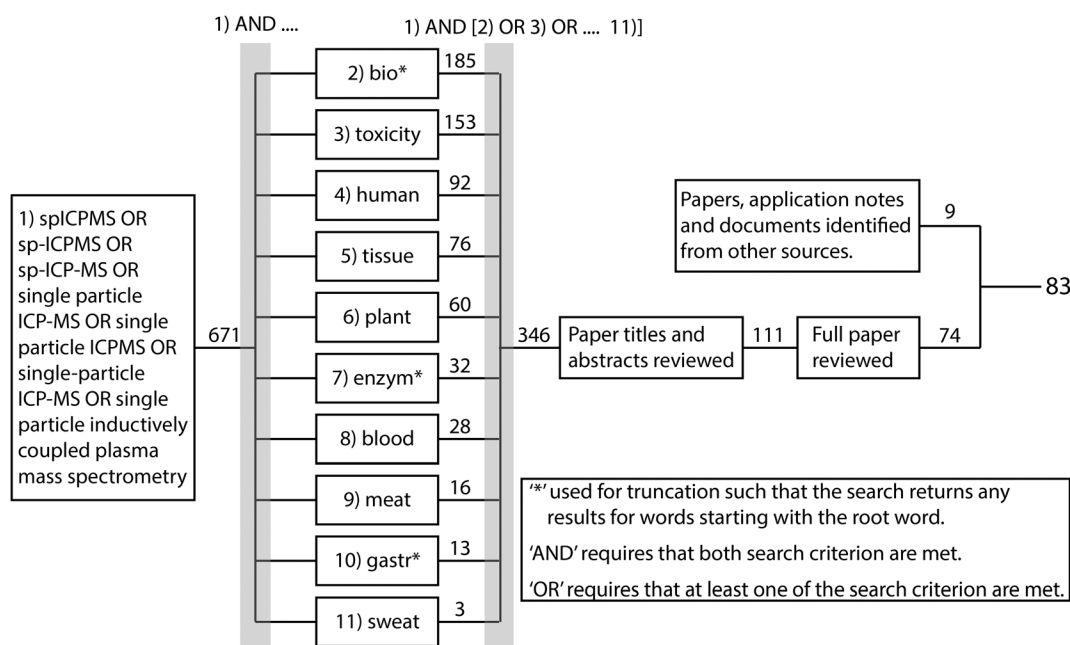 1) AND ....
1) AND [2) OR 3) OR .... 11)]
2) bio*
185
3) toxicity
153
4) human
92
5) tissue
76
6) plant
60
7) enzym*
32
8) blood
28
9) meat
16
10) gastr*
13
11) sweat
3
1) spICPMS OR
sp-ICPMS OR
sp-ICP-MS OR
single particle
ICP-MS OR single
particle ICPMS OR
single-particle
ICP-MS OR single
particle inductively
coupled plasma
mass spectrometry
671
346
Paper titles and
abstracts reviewed
111
Full paper
reviewed
74
Papers, application notes
and documents identified
from other sources.
9
83
'*' used for truncation such that the search returns any
results for words starting with the root word.
'AND' requires that both search criterion are met.
'OR' requires that at least one of the search criterion are met.